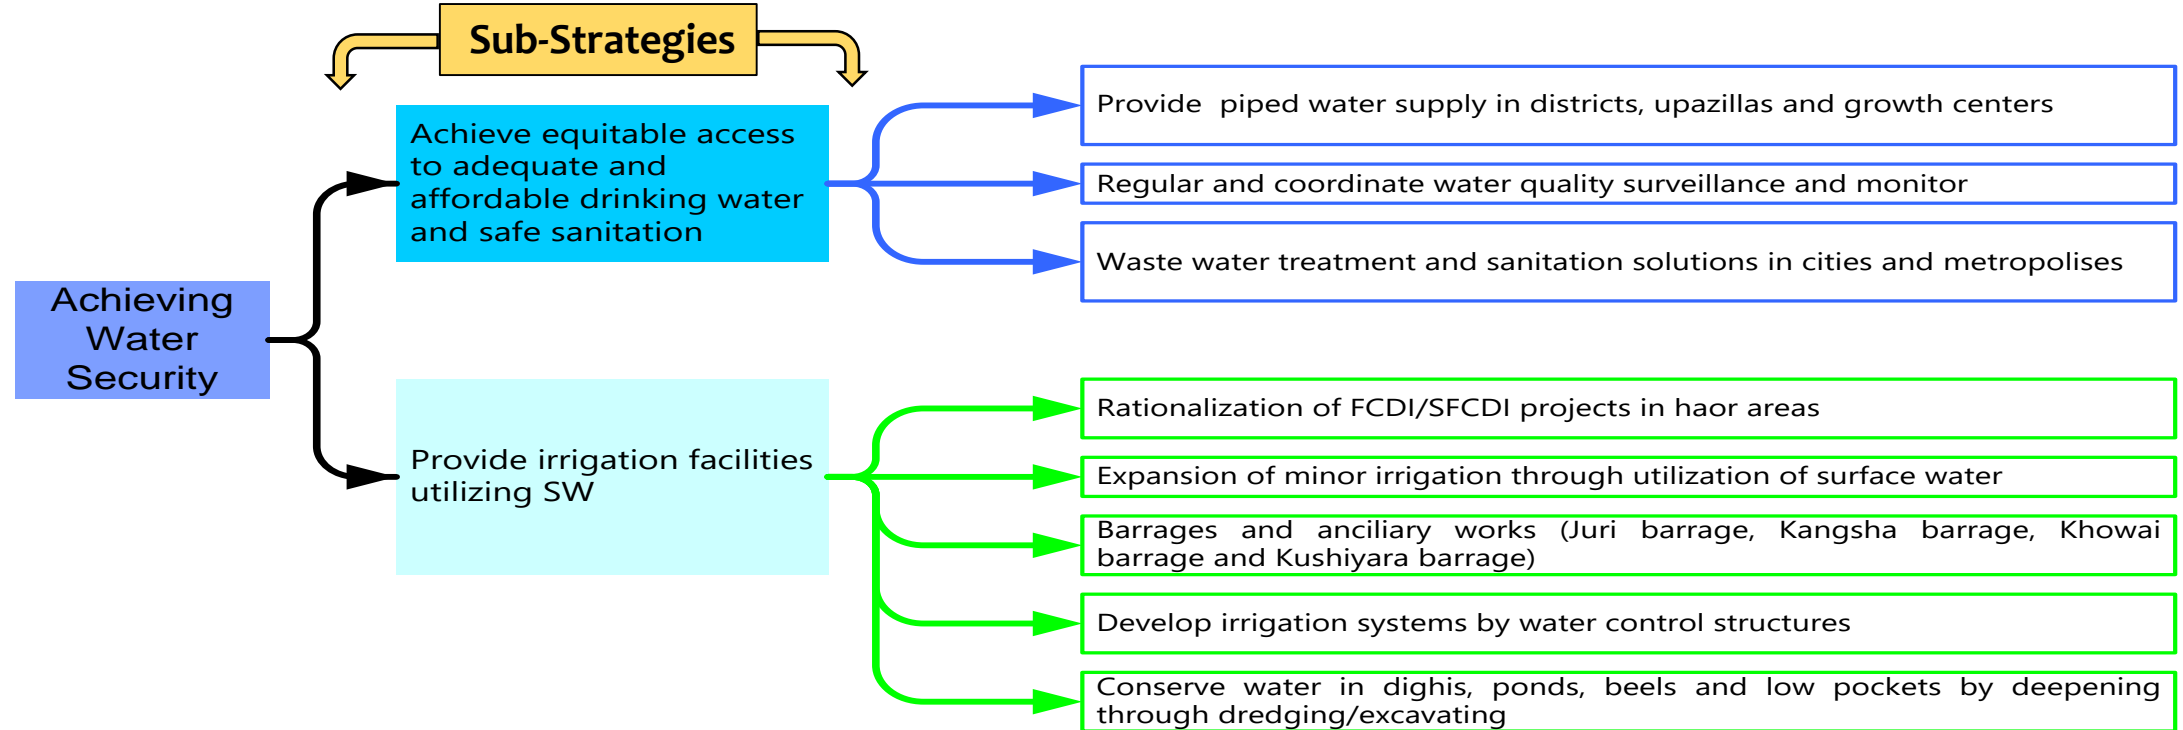 Sub-Strategies
Achieving
Water
Security
Achieve equitable access
to adequate and
affordable drinking water
and safe sanitation
Provide piped water supply in districts, upazillas and growth centers
Regular and coordinate water quality surveillance and monitor
Waste water treatment and sanitation solutions in cities and metropolises
Provide irrigation facilities
utilizing SW
Rationalization of FCDI/SFCDI projects in haor areas
Expansion of minor irrigation through utilization of surface water
Barrages and anciliary works (Juri barrage, Kangsha barrage, Khowai
barrage and Kushiyara barrage)
Develop irrigation systems by water control structures
Conserve water in dighis, ponds, beels and low pockets by deepening
through dredging/excavating